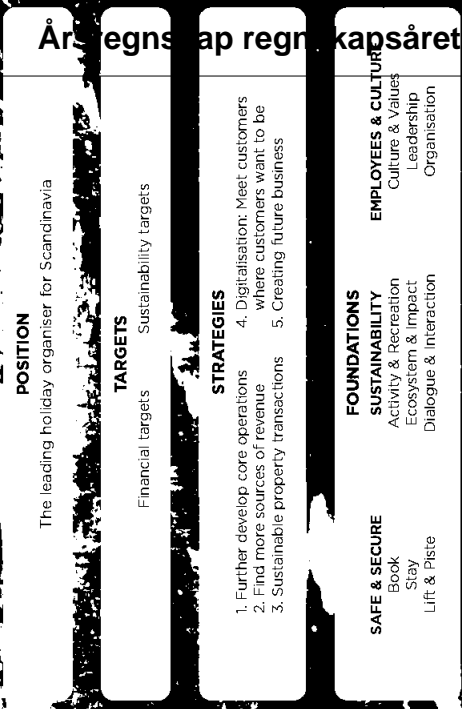 Årsregnskap regnskapsåret
POSITION
The leading holiday organiser for Scandinavia
TARGETS
Financial targets
Sustainability targets
STRATEGIES
1. Further develop core operations
2. Find more sources of revenue
3. Sustainable property transactions
4. Digitalisation: Meet customers
where customers want to be
5. Creating future business
FOUNDATIONS
SAFE & SECURE
Book
Stay
Lift & Piste
SUSTAINABILITY
Activity & Recreation
Ecosystem & Impact
Dialogue & Interaction
EMPLOYEES & CULTURE
Culture & Values
Leadership
Organisation